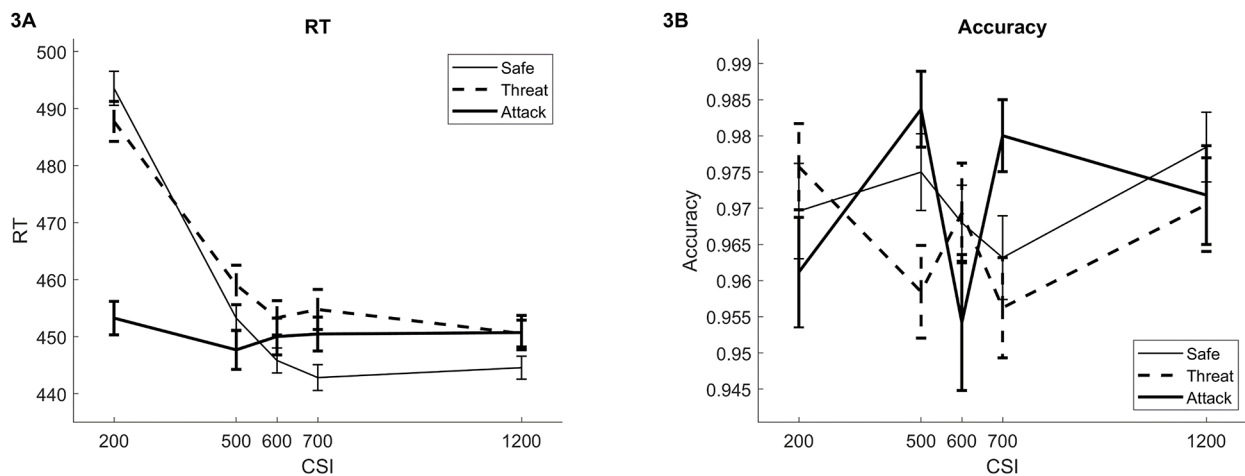 3A
RT
500
490
480
470
460
450
440
RT
200
500
600
700
1200
CSI
Safe
Threat
Attack
3B
Accuracy
0.99
0.985
0.98
0.975
0.97
0.965
0.96
0.955
0.95
0.945
Accuracy
200
500
600
700
1200
CSI
Safe
Threat
Attack